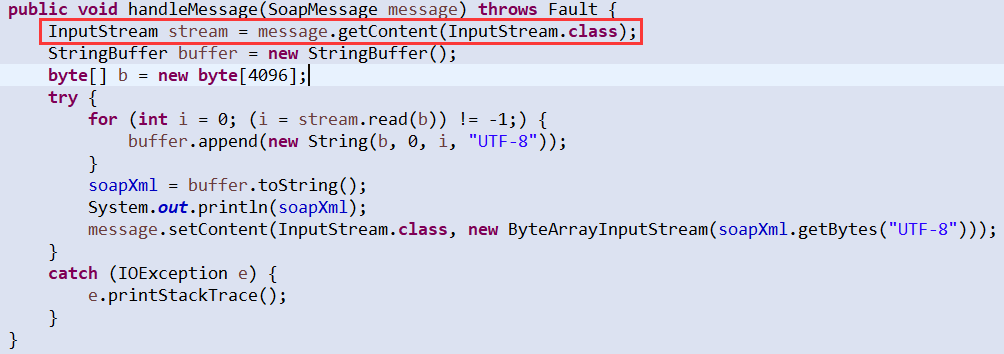 public void handleMessage(SoapMessage message) throws Fault {
InputStream stream = message.getContent(InputStream.class);
StringBuffer buffer = new StringBuffer();
byte[] b = new byte[4096];
try {
for (int i = 0; (i = stream.read(b)) != -1;) {
buffer.append(new String(b, 0, i, "UTF-8"));
}
soapXml = buffer.toString();
System.out.println(soapXml);
message.setContent(InputStream.class, new ByteArrayInputStream(soapXml.getBytes("UTF-8")));
}
catch (IOException e) {
e.printStackTrace();
}
}